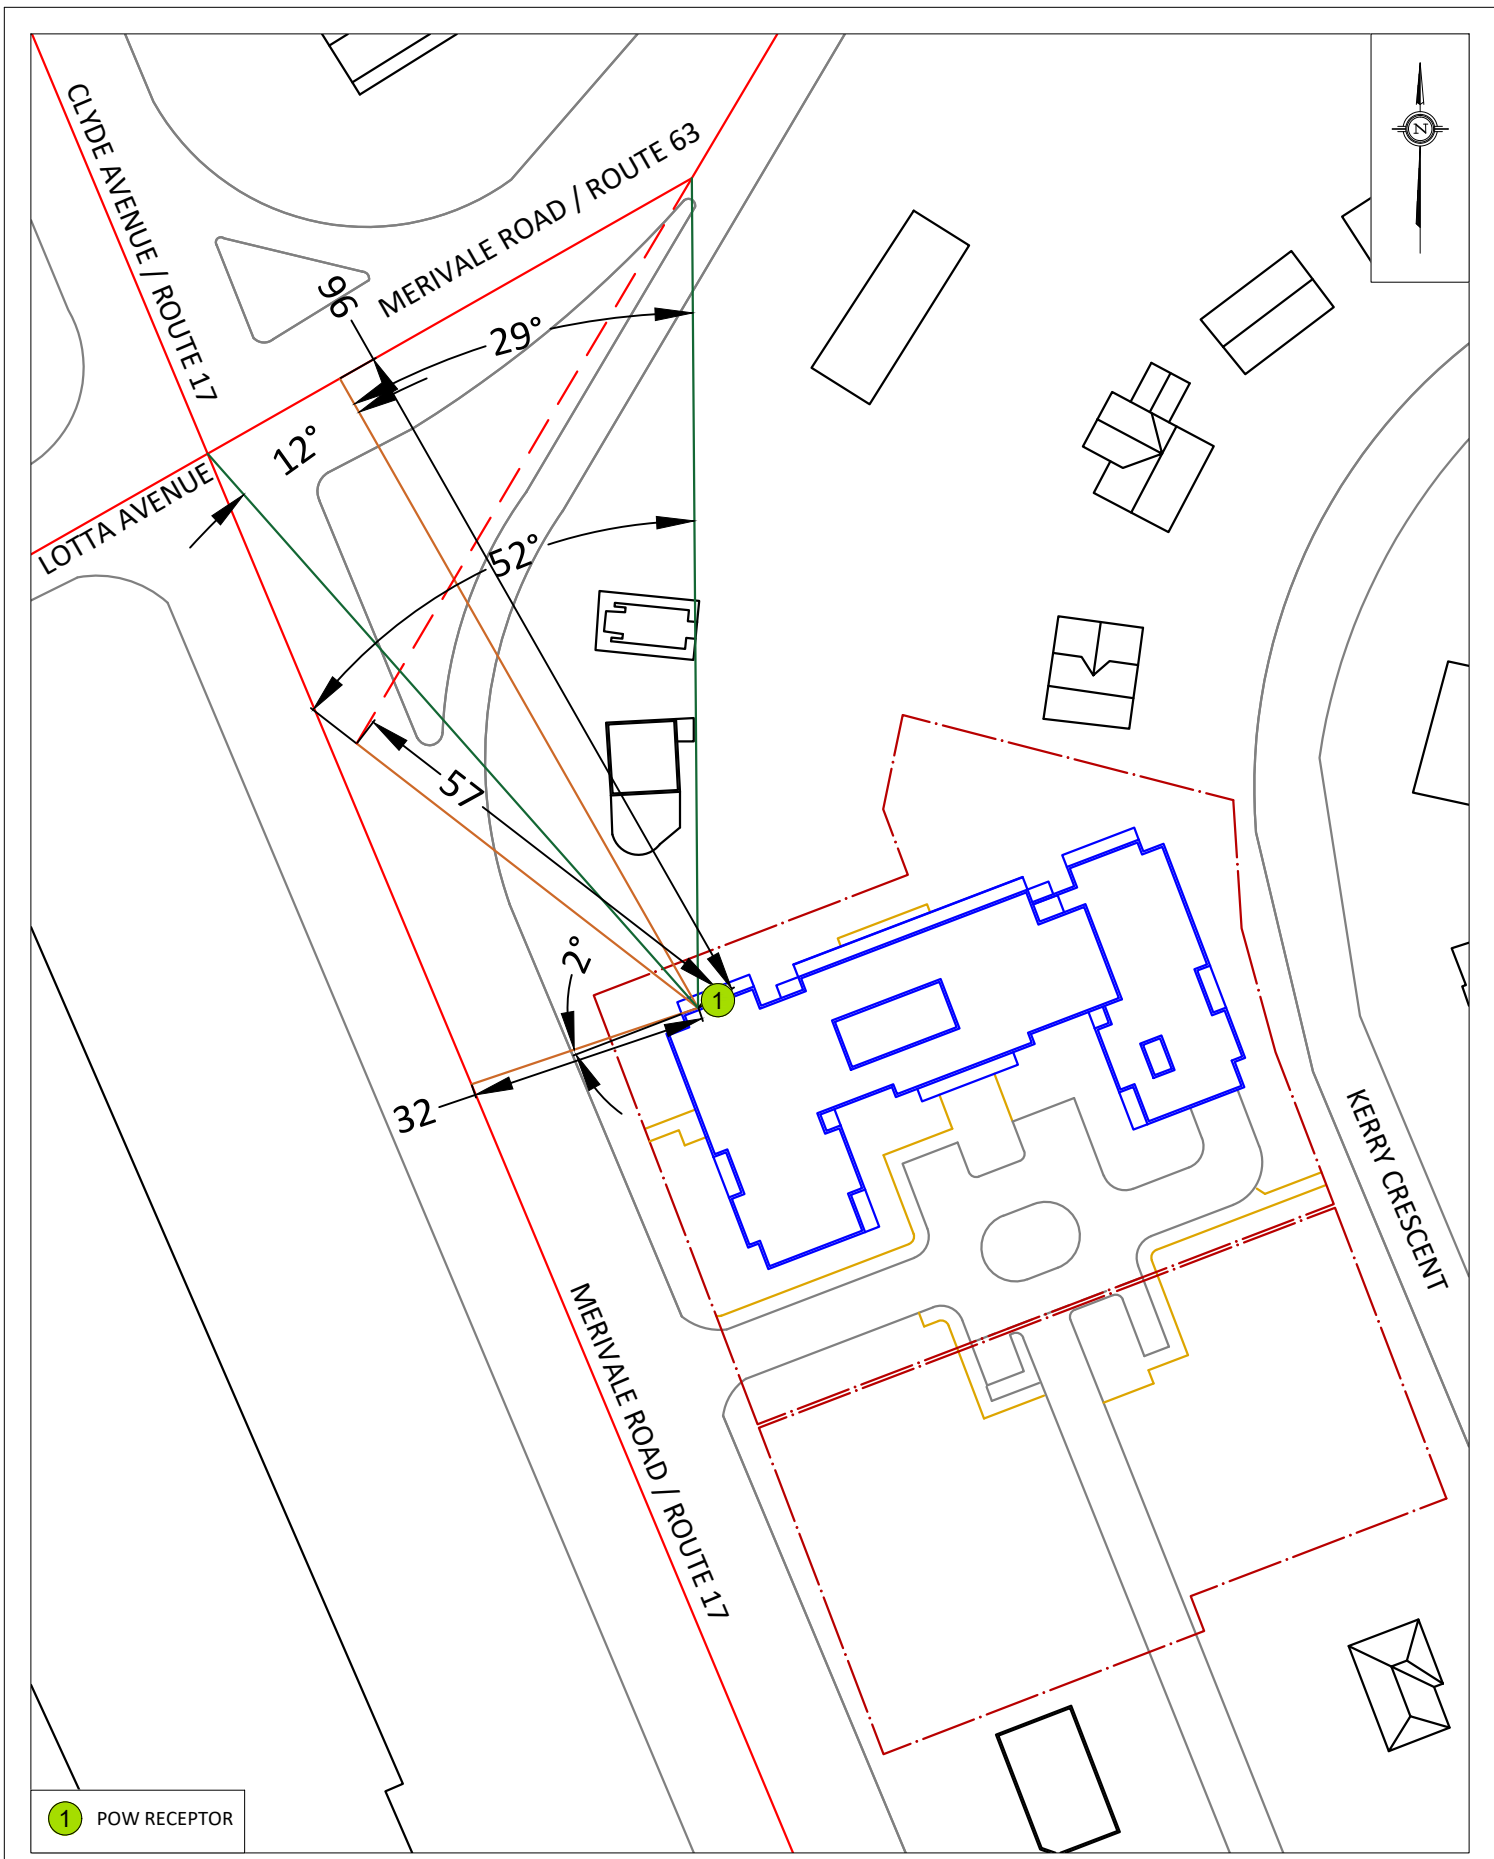 CLYDE AVENUE / ROUTE 17
MERIVALE ROAD / ROUTE 63
N
96
29°
12°
LOTTA AVENUE
52°
57
2°
1
32
KERRY CRESCENT
MERIVALE ROAD / ROUTE 17
1 POW RECEPTOR